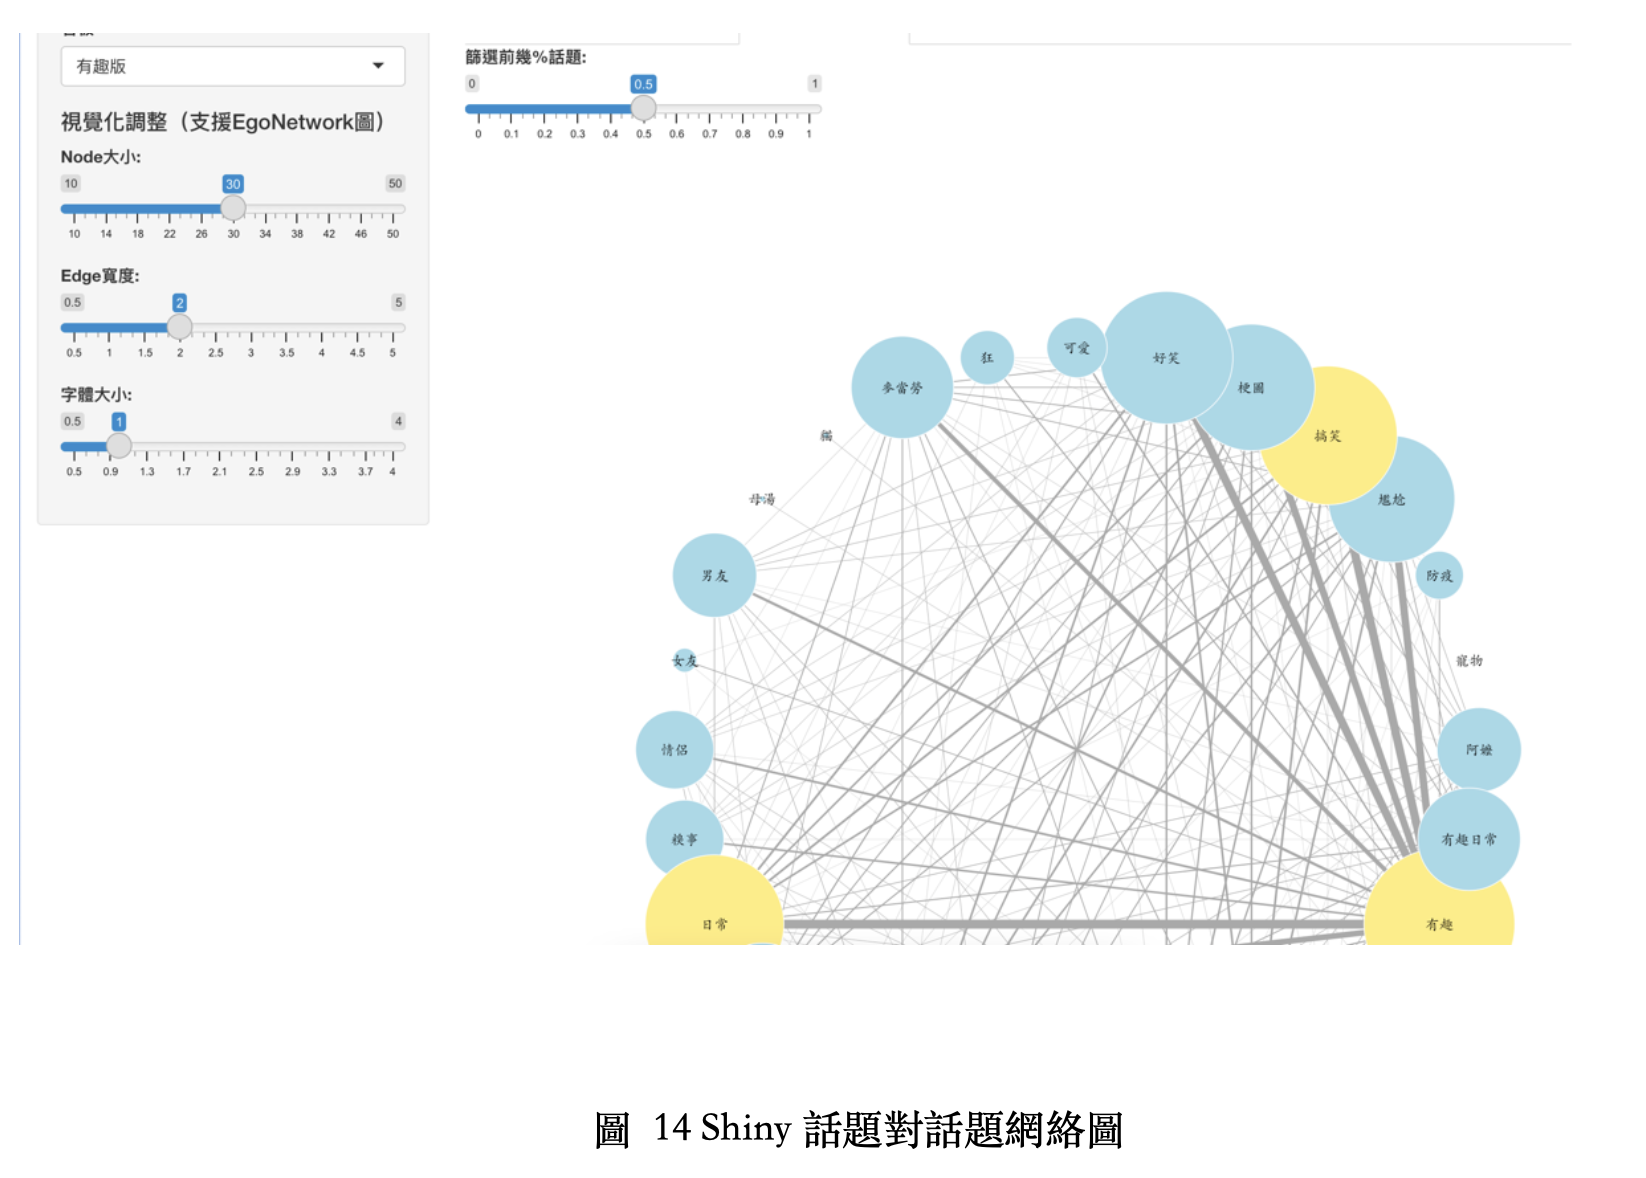 有趣版
視覺化調整（支援EgoNetwork圖）
Node大小:
10 30 50
10 14 18 22 26 30 34 38 42 46 50
Edge寬度:
0.5 2 5
0.5 1 1.5 2 2.5 3 3.5 4 4.5 5
字體大小:
0.5 1 4
0.5 0.9 1.3 1.7 2.1 2.5 2.9 3.3 3.7 4
篩選前幾%話題:
0 0.5 1
0 0.1 0.2 0.3 0.4 0.5 0.6 0.7 0.8 0.9 1
可愛
好笑
狂
麥當勞
梗圖
貓
搞笑
母湯
尷尬
男友
防疫
女友
寵物
情侶
阿嬤
糗事
有趣日常
日常
有趣
圖 14 Shiny 話題對話題網絡圖